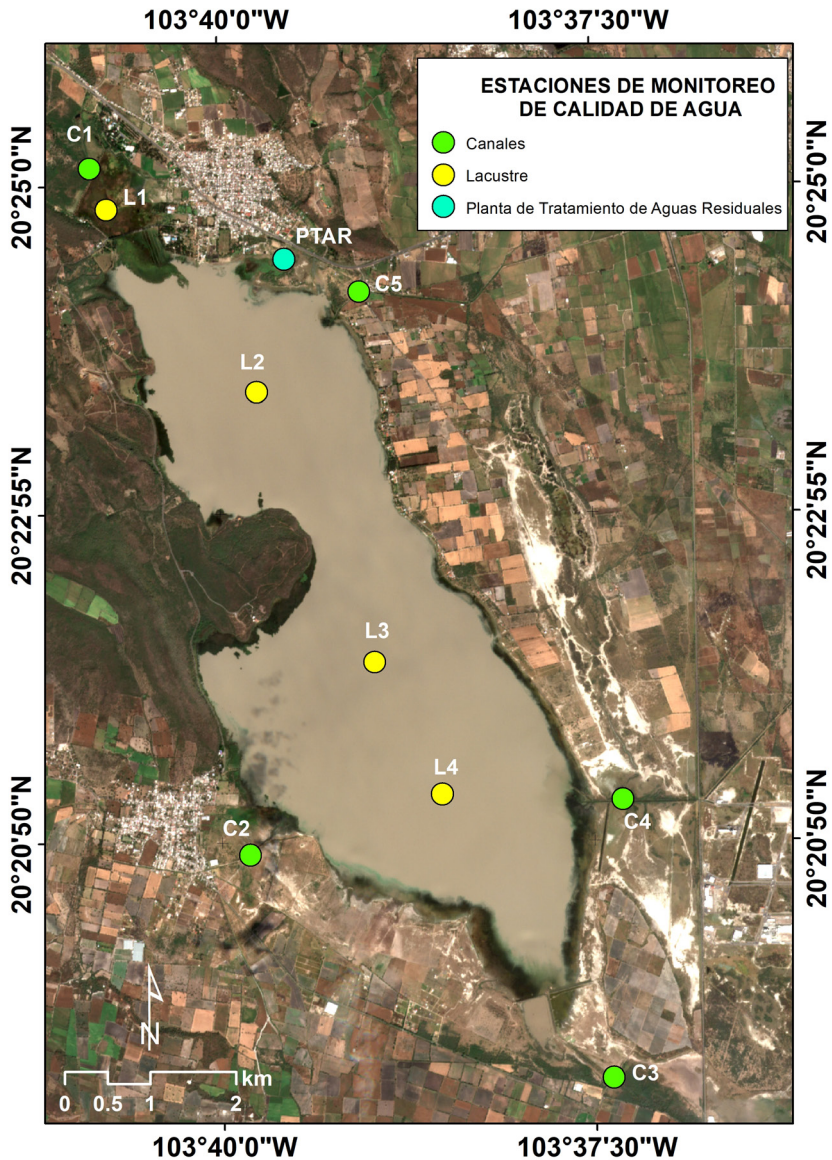 103°40'0"W 103°37'30"W
ESTACIONES DE MONITOREO
DE CALIDAD DE AGUA
Canales
Lacustre
Planta de Tratamiento de Aguas Residuales
C1
20°25'0"N
20°25'0"N
L1
PTAR
C5
L2
20°22'55"N
20°22'55"N
L3
L4
C4
C2
20°20'50"N
20°20'50"N
N
C3
km
0 0.5 1 2
103°40'0"W 103°37'30"W